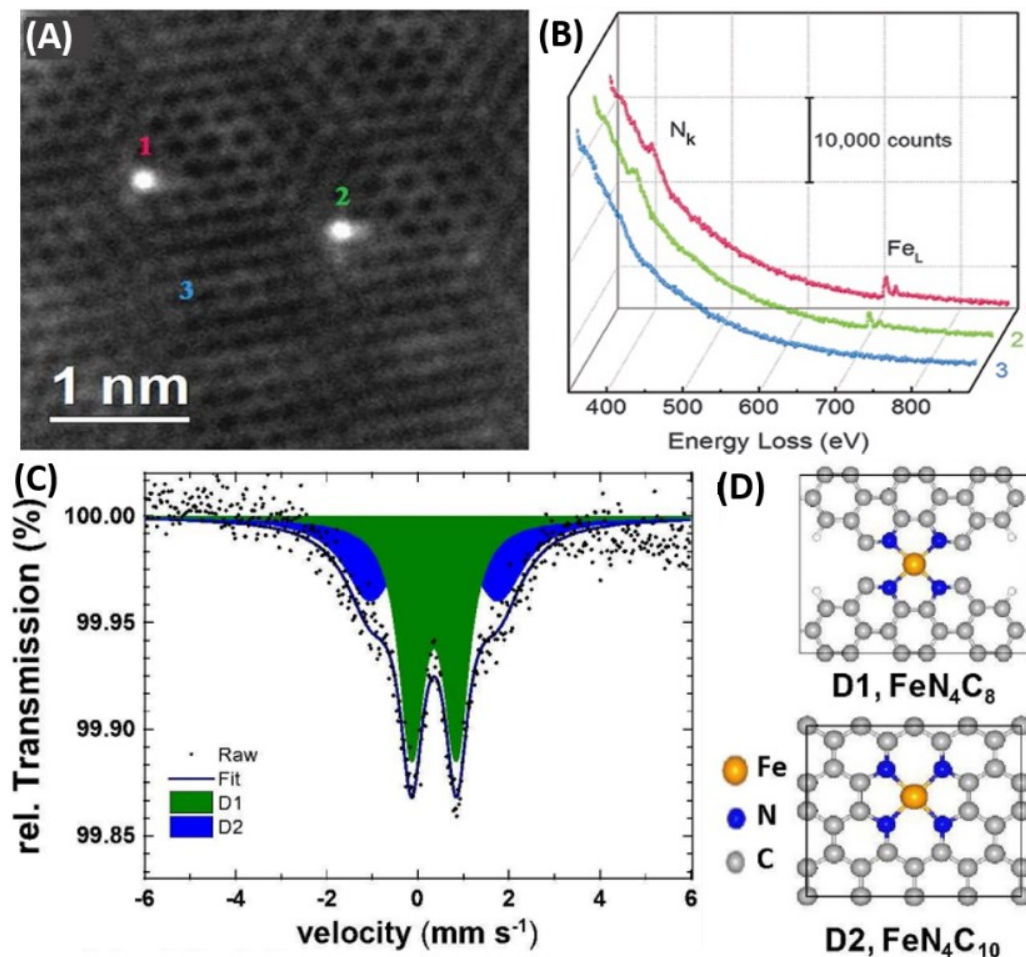 (A)
1
2
3
1 nm
(B)
Nk
10,000 counts
FeL
2
3
400 500 600 700 800
Energy Loss (eV)
(C)
rel. Transmission (%)
100.00
99.95
99.90
99.85
Raw
Fit
D1
D2
-6 -4 -2 0 2 4 6
velocity (mm s⁻¹)
(D)
D1, FeN₄C₈
Fe
N
C
D2, FeN₄C₁₀